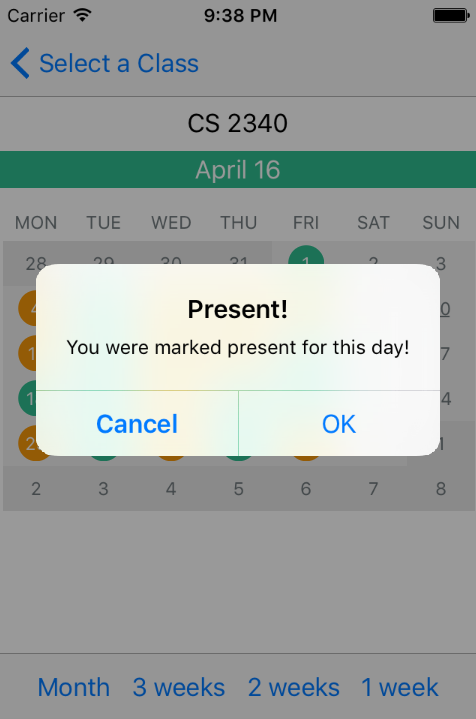 Carrier 9:38 PM
Select a Class
CS 2340
April 16
MON TUE WED THU FRI SAT SUN
28 29 30 31 1 2 3
Present!
You were marked present for this day!
Cancel OK
2 3 4 5 6 7 8
Month 3 weeks 2 weeks 1 week